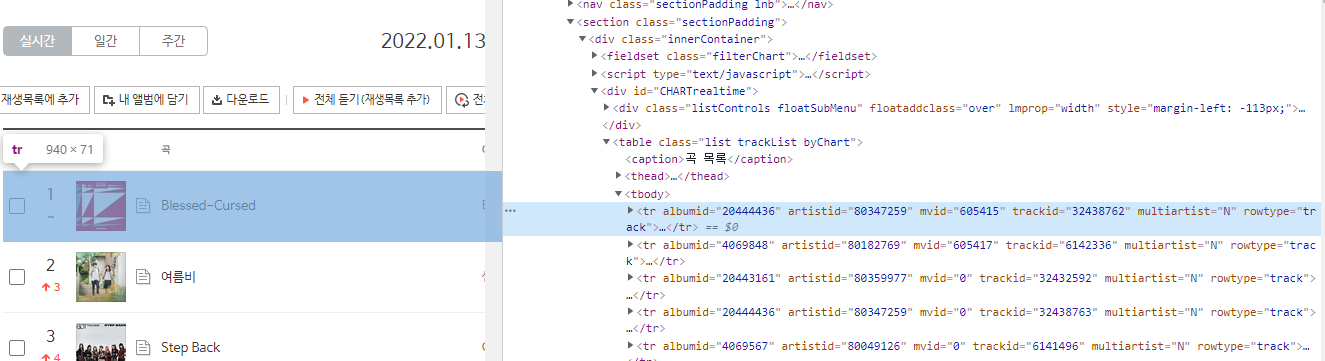 실시간 일간 주간
2022.01.13
재생목록에 추가 내 앨범에 담기 다운로드 전체 듣기(재생목록 추가)
tr 940 × 71
곡
1
–
Blessed-Cursed
2
3
여름비
3
4
Step Back
<nav class="sectionPadding lnb">…</nav>
<section class="sectionPadding">
<div class="innerContainer">
<fieldset class="filterChart">…</fieldset>
<script type="text/javascript">…</script>
<div id="CHARTrealtime">
<div class="listControls floatSubMenu" floataddclass="over" lmprop="width" style="margin-left: -113px;">…
</div>
<table class="list trackList byChart">
<caption>곡 목록</caption>
<thead>…</thead>
<tbody>
… <tr albumid="20444436" artistid="80347259" mvid="605415" trackid="32438762" multiartist="N" rowtype="tr
ack">…</tr> == $0
<tr albumid="4069848" artistid="80182769" mvid="605417" trackid="6142336" multiartist="N" rowtype="trac
k">…</tr>
<tr albumid="20443161" artistid="80359977" mvid="0" trackid="32432592" multiartist="N" rowtype="track">
…</tr>
<tr albumid="20444436" artistid="80347259" mvid="0" trackid="32438763" multiartist="N" rowtype="track">
…</tr>
<tr albumid="4069567" artistid="80049126" mvid="0" trackid="6141496" multiartist="N" rowtype="track">…
</tr>